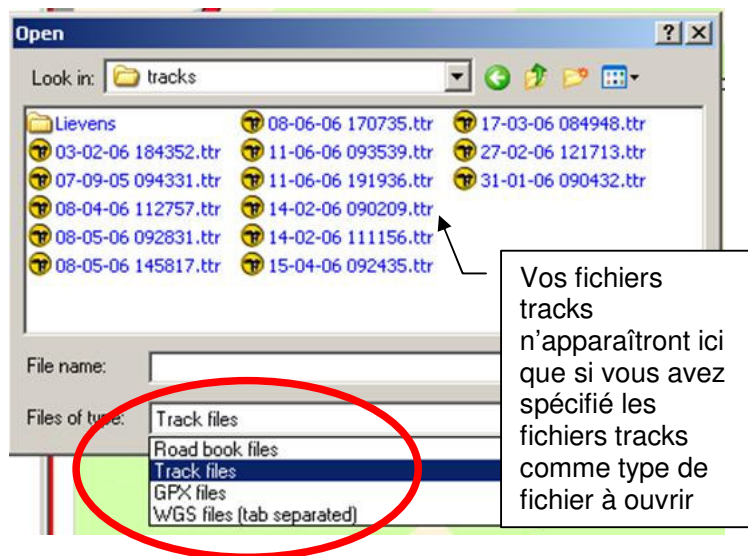 Open
Look in: tracks
Lievens
03-02-06 184352.ttr
07-09-05 094331.ttr
08-04-06 112757.ttr
08-05-06 092831.ttr
08-05-06 145817.ttr
08-06-06 170735.ttr
11-06-06 093539.ttr
11-06-06 191936.ttr
14-02-06 090209.ttr
14-02-06 111156.ttr
15-04-06 092435.ttr
17-03-06 084948.ttr
27-02-06 121713.ttr
31-01-06 090432.ttr
Vos fichiers
tracks
n’apparaîtront ici
que si vous avez
spécifié les
fichiers tracks
comme type de
fichier à ouvrir
File name:
Files of type: Track files
Road book files
Track files
GPX files
WGS files (tab separated)